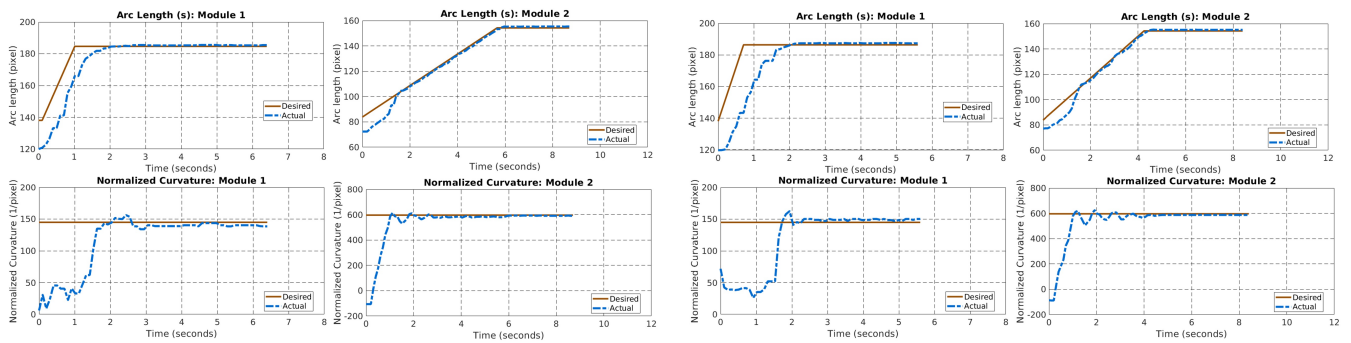 Arc Length (s): Module 1
200
180
160
140
120
Arc length (pixel)
Desired
Actual
0 1 2 3 4 5 6 7 8
Time (seconds)
Arc Length (s): Module 2
160
140
120
100
80
60
Arc length (pixel)
Desired
Actual
0 2 4 6 8 10 12
Time (seconds)
Arc Length (s): Module 1
200
180
160
140
120
Arc length (pixel)
Desired
Actual
0 1 2 3 4 5 6 7 8
Time (seconds)
Arc Length (s): Module 2
160
140
120
100
80
60
Arc length (pixel)
Desired
Actual
0 2 4 6 8 10 12
Time (seconds)
Normalized Curvature: Module 1
200
150
100
50
0
Normalized Curvature (1/pixel)
Desired
Actual
0 1 2 3 4 5 6 7 8
Time (seconds)
Normalized Curvature: Module 2
800
600
400
200
0
-200
Normalized Curvature (1/pixel)
Desired
Actual
0 2 4 6 8 10 12
Time (seconds)
Normalized Curvature: Module 1
200
150
100
50
0
Normalized Curvature (1/pixel)
Desired
Actual
0 1 2 3 4 5 6 7 8
Time (seconds)
Normalized Curvature: Module 2
800
600
400
200
0
-200
Normalized Curvature (1/pixel)
Desired
Actual
0 2 4 6 8 10 12
Time (seconds)